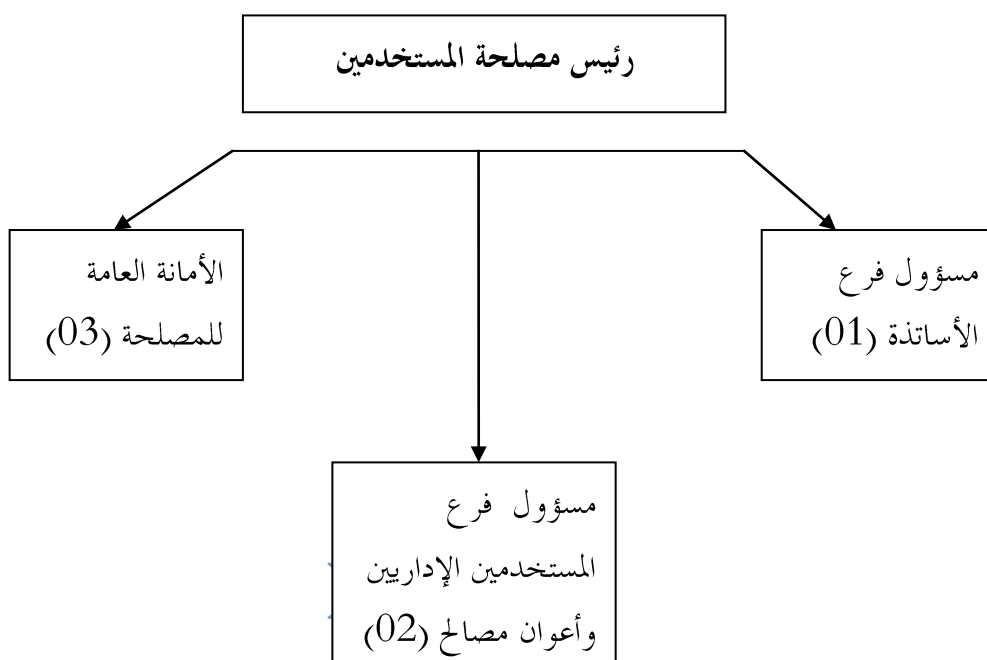 رئيس مصلحة المستخدمين
مسؤول فرع
الأساتذة (01)
الأمانة العامة
للمصلحة (03)
مسؤول فرع
المستخدمين الإداريين
وأعوان مصالح (02)